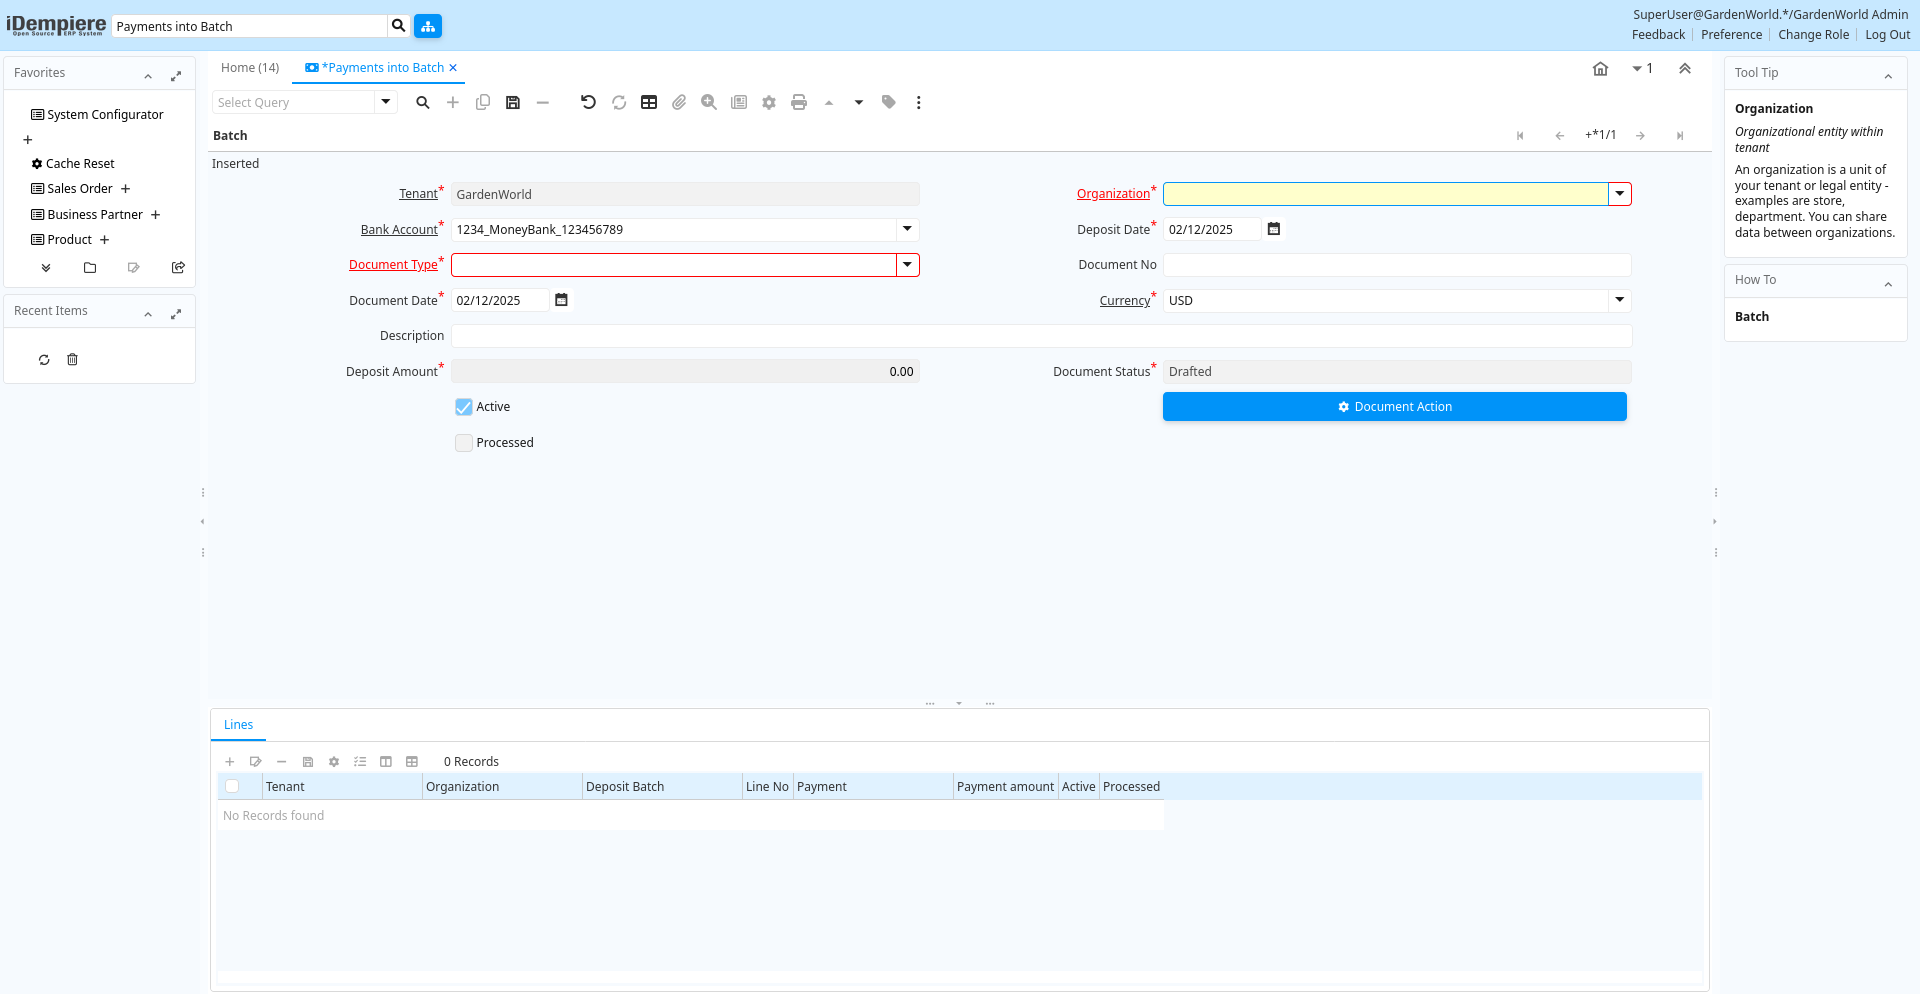 iDempiere
Open Source ERP System
Payments into Batch
SuperUser@GardenWorld.*/GardenWorld Admin
Feedback
Preference
Change Role
Log Out
Favorites
System Configurator
Cache Reset
Sales Order
Business Partner
Product
Recent Items
Home (14)
*Payments into Batch
1
Select Query
Batch
+*1/1
Inserted
Tenant*
GardenWorld
Organization*
Bank Account*
1234_MoneyBank_123456789
Deposit Date*
02/12/2025
Document Type*
Document No
Document Date*
02/12/2025
Currency*
USD
Description
Deposit Amount*
0.00
Document Status*
Drafted
Active
Document Action
Processed
Lines
0 Records
Tenant
Organization
Deposit Batch
Line No
Payment
Payment amount
Active
Processed
No Records found
Tool Tip
Organization
Organizational entity within
tenant
An organization is a unit of
your tenant or legal entity -
examples are store,
department. You can share
data between organizations.
How To
Batch